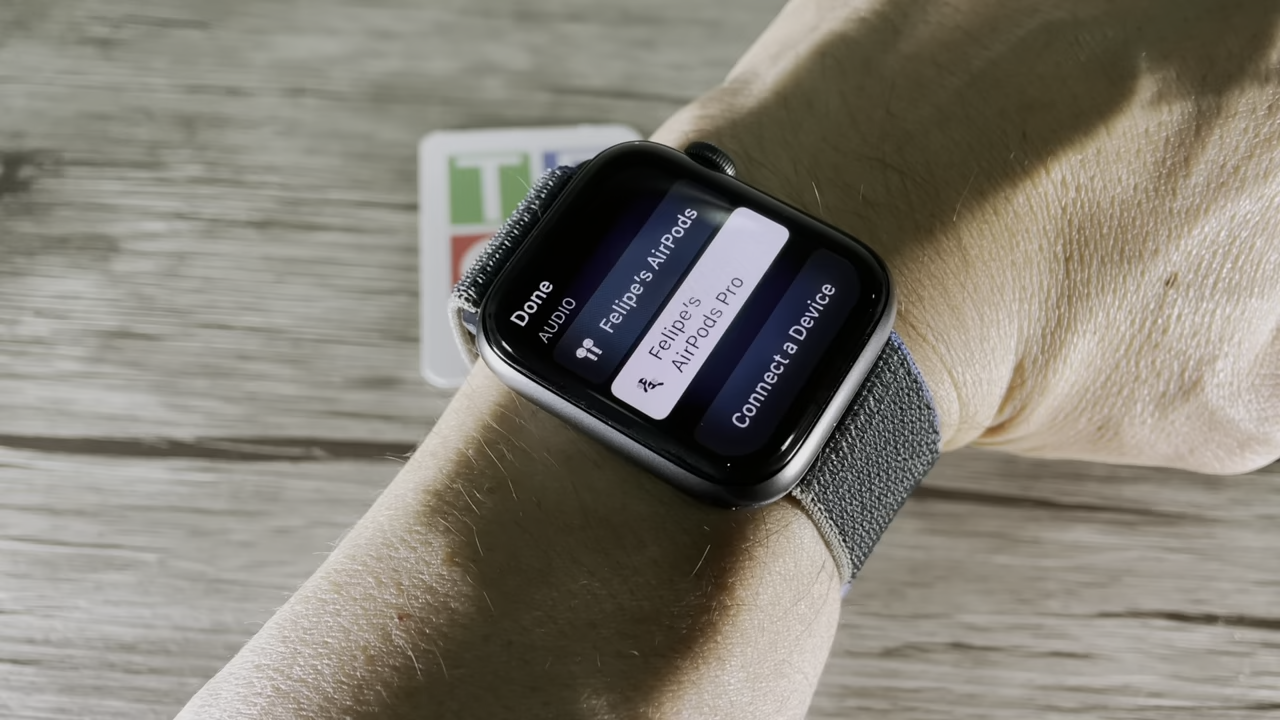 Done
AUDIO
Felipe's AirPods
Felipe's
AirPods Pro
Connect a Device
T